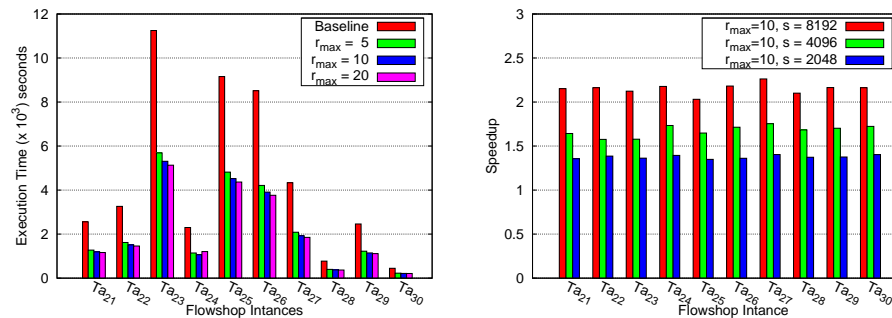 Execution Time (x 10³) seconds
12
10
8
6
4
2
0
Baseline
r_max = 5
r_max = 10
r_max = 20
Ta₂₁ Ta₂₂ Ta₂₃ Ta₂₄ Ta₂₅ Ta₂₆ Ta₂₇ Ta₂₈ Ta₂₉ Ta₃₀
Flowshop Intances
Speedup
3
2.5
2
1.5
1
0.5
0
r_max=10, s = 8192
r_max=10, s = 4096
r_max=10, s = 2048
Ta₂₁ Ta₂₂ Ta₂₃ Ta₂₄ Ta₂₅ Ta₂₆ Ta₂₇ Ta₂₈ Ta₂₉ Ta₃₀
Flowshop Intance